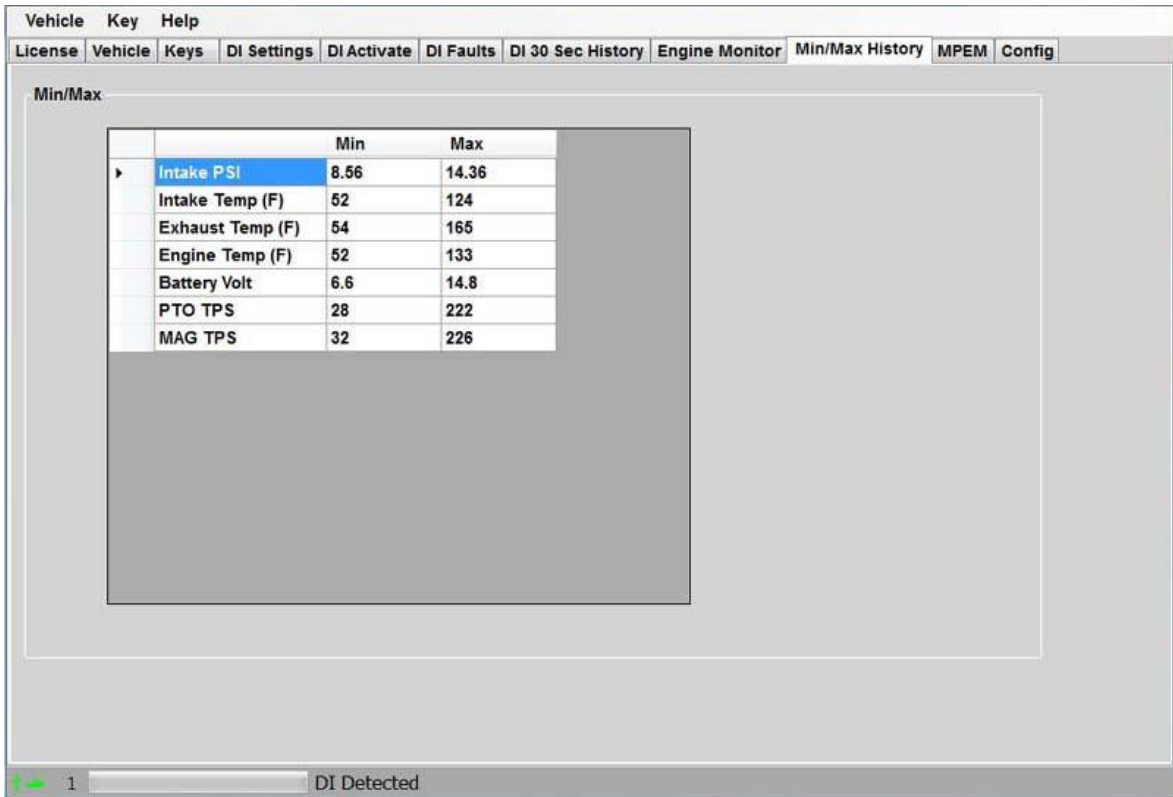 Vehicle Key Help
License Vehicle Keys DI Settings DI Activate DI Faults DI 30 Sec History Engine Monitor Min/Max History MPEM Config
Min/Max
Min Max
Intake PSI 8.56 14.36
Intake Temp (F) 52 124
Exhaust Temp (F) 54 165
Engine Temp (F) 52 133
Battery Volt 6.6 14.8
PTO TPS 28 222
MAG TPS 32 226
1 DI Detected